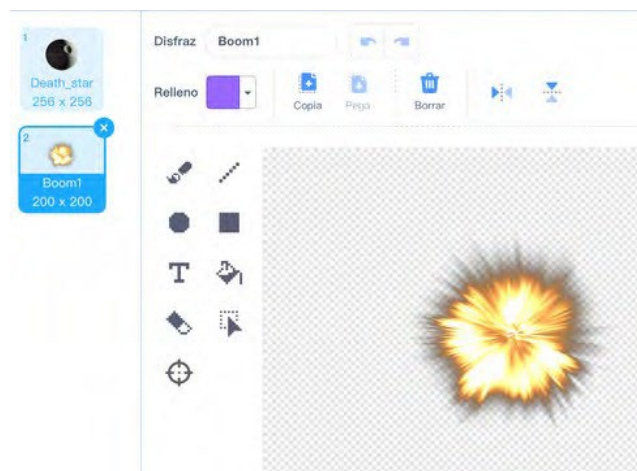 1
Death_star
256 x 256
2
Boom1
200 x 200
Disfraz Boom1
Relleno
Copia Pega Borrar
T